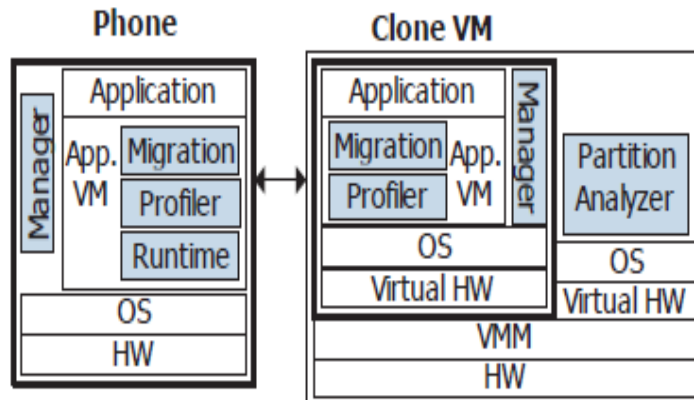 Phone
Manager
Application
App.
VM
Migration
Profiler
Runtime
OS
HW
Clone VM
Application
Migration
Profiler
App.
VM
Manager
OS
Virtual HW
Partition
Analyzer
OS
Virtual HW
VMM
HW